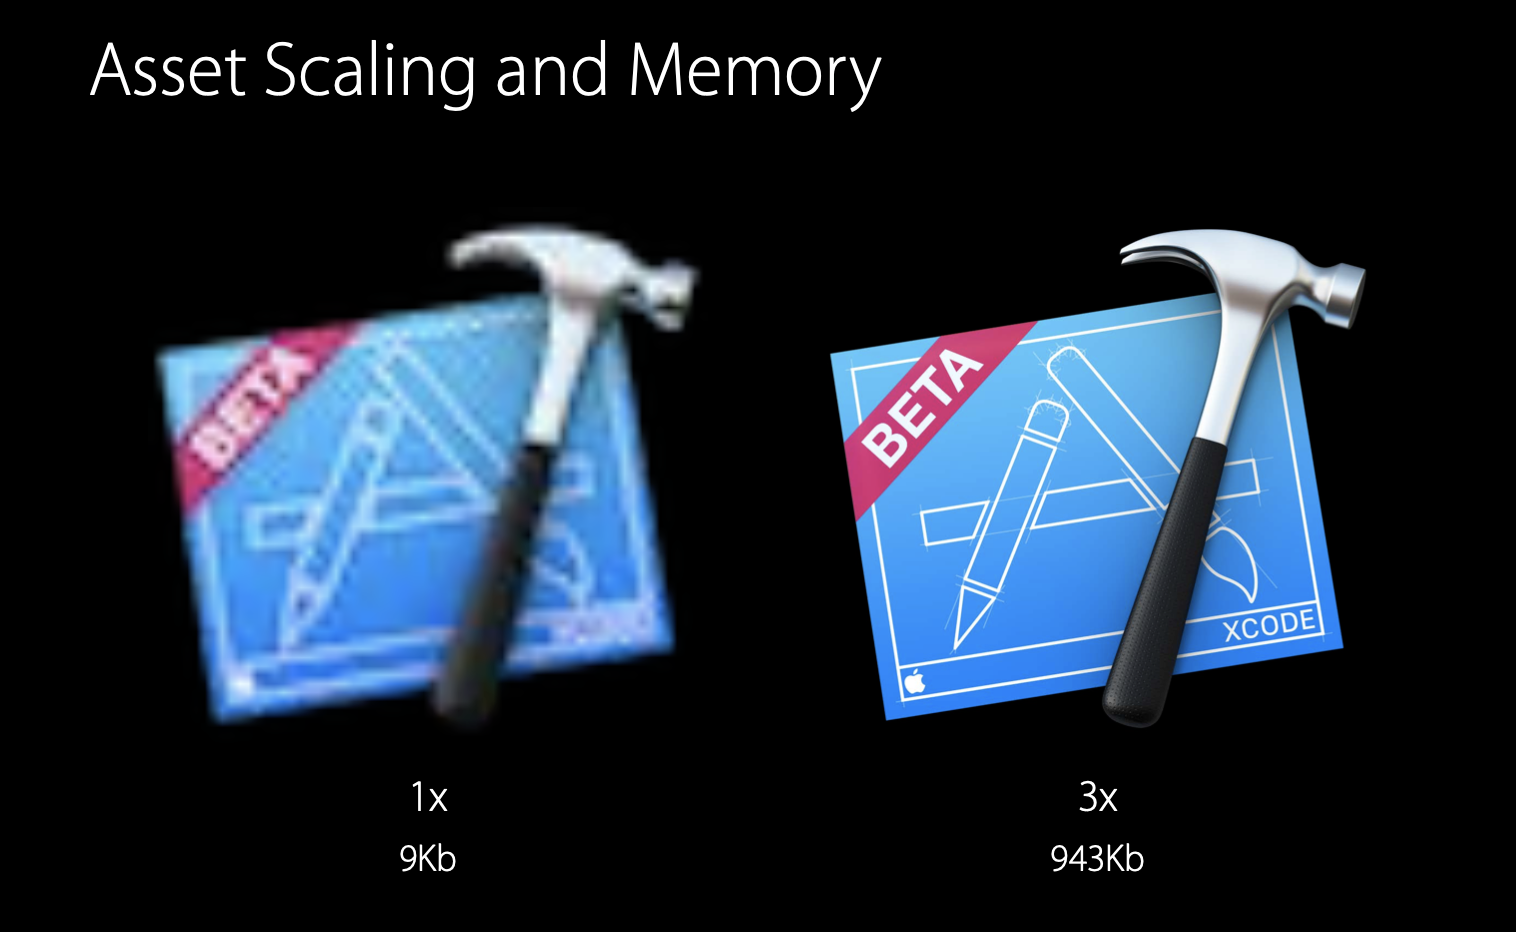 Asset Scaling and Memory
BETA
BETA
XCODE
1x
3x
9Kb
943Kb